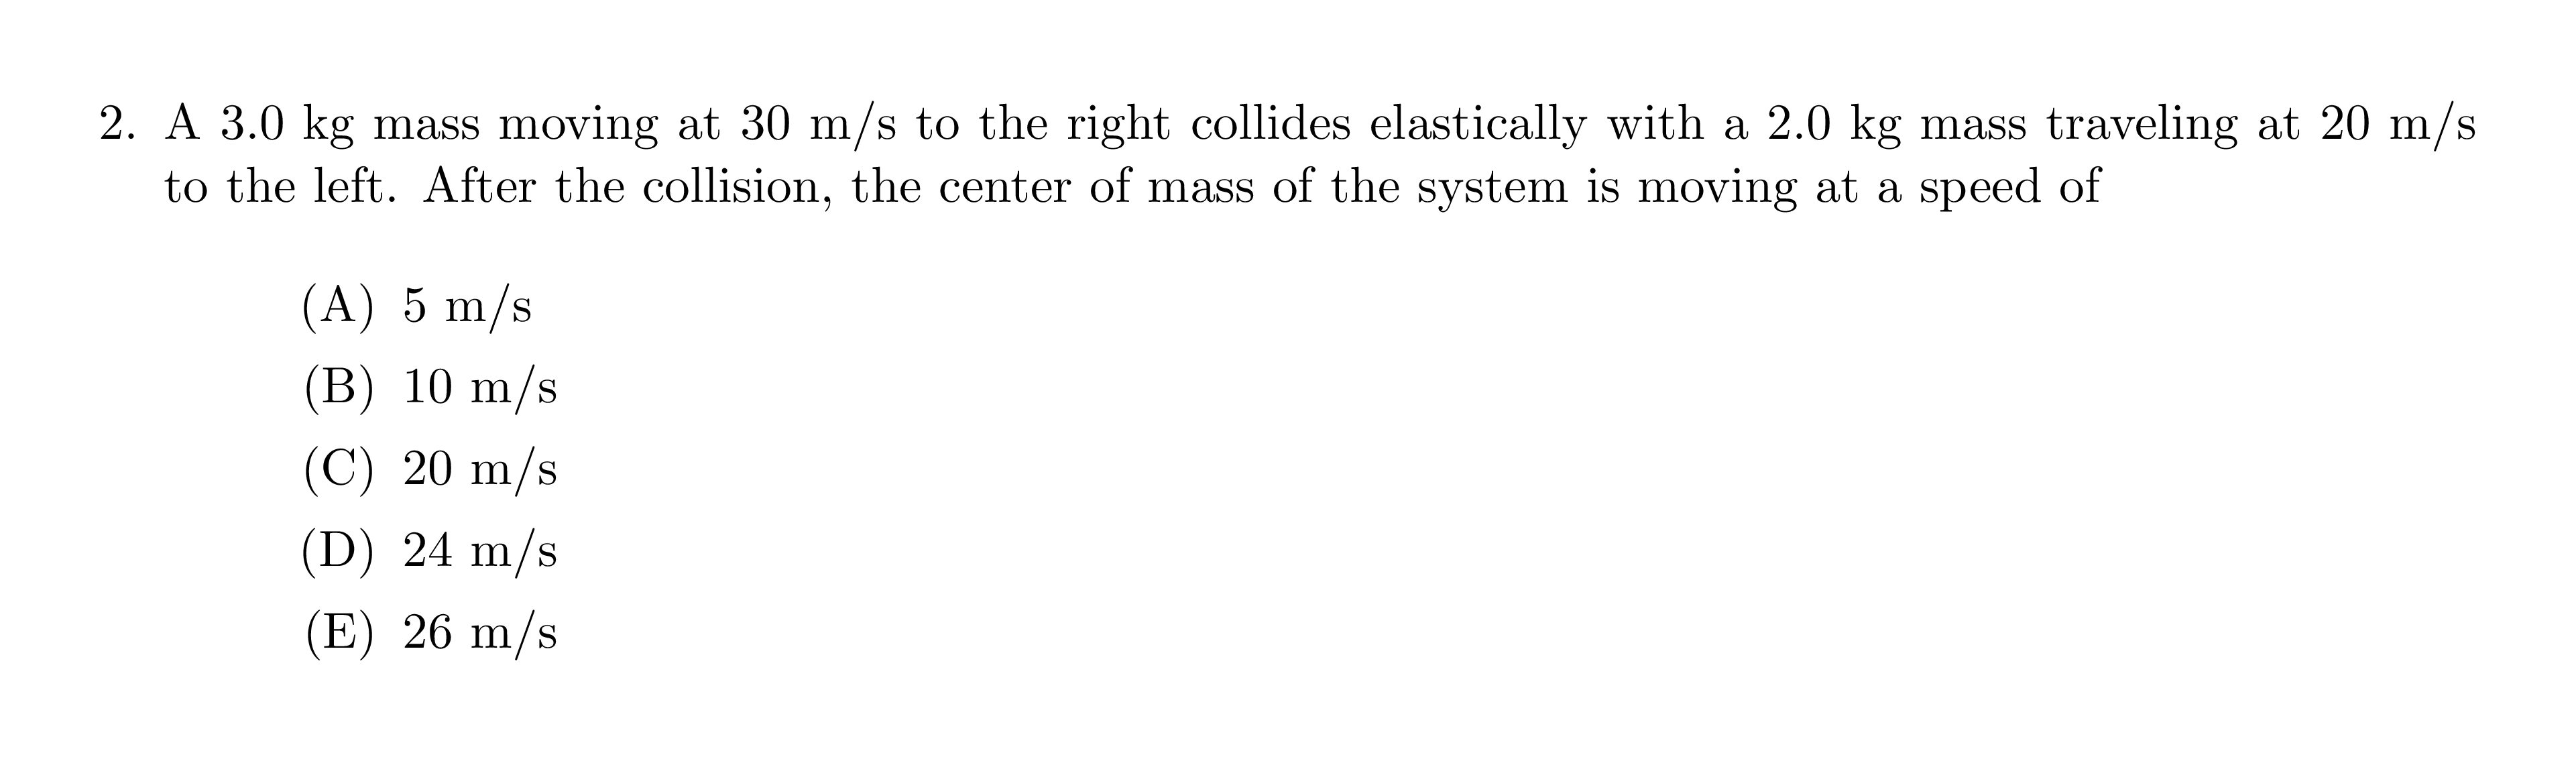 2. A 3.0 kg mass moving at 30 m/s to the right collides elastically with a 2.0 kg mass traveling at 20 m/s
to the left. After the collision, the center of mass of the system is moving at a speed of
(A) 5 m/s
(B) 10 m/s
(C) 20 m/s
(D) 24 m/s
(E) 26 m/s